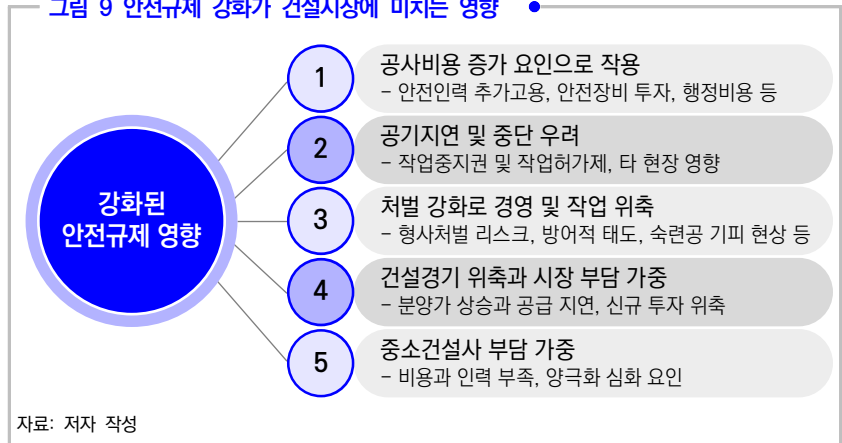 그림 9 안전규제 강화가 건설시장에 미치는 영향
강화된
안전규제 영향
1
공사비용 증가 요인으로 작용
- 안전인력 추가고용, 안전장비 투자, 행정비용 등
2
공기지연 및 중단 우려
- 작업중지권 및 작업허가제, 타 현장 영향
3
처벌 강화로 경영 및 작업 위축
- 형사처벌 리스크, 방어적 태도, 숙련공 기피 현상 등
4
건설경기 위축과 시장 부담 가중
- 분양가 상승과 공급 지연, 신규 투자 위축
5
중소건설사 부담 가중
- 비용과 인력 부족, 양극화 심화 요인
자료: 저자 작성